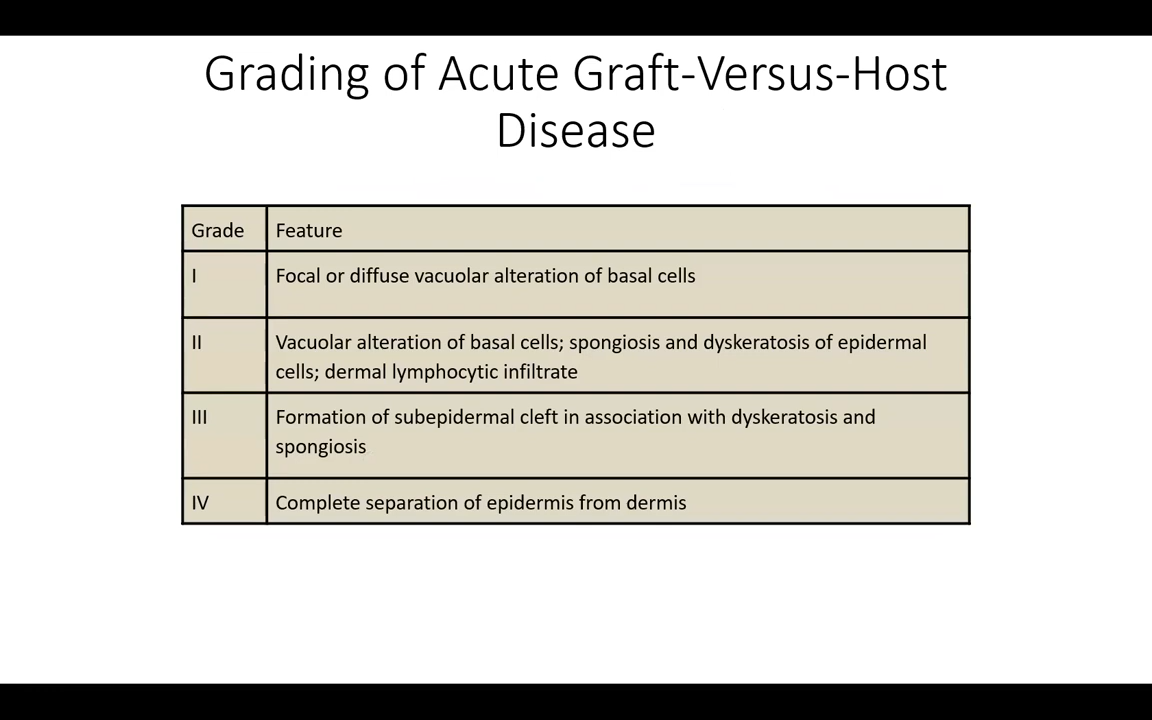 Grading of Acute Graft-Versus-Host
Disease
Grade Feature
I Focal or diffuse vacuolar alteration of basal cells
II Vacuolar alteration of basal cells; spongiosis and dyskeratosis of epidermal
cells; dermal lymphocytic infiltrate
III Formation of subepidermal cleft in association with dyskeratosis and
spongiosis
IV Complete separation of epidermis from dermis